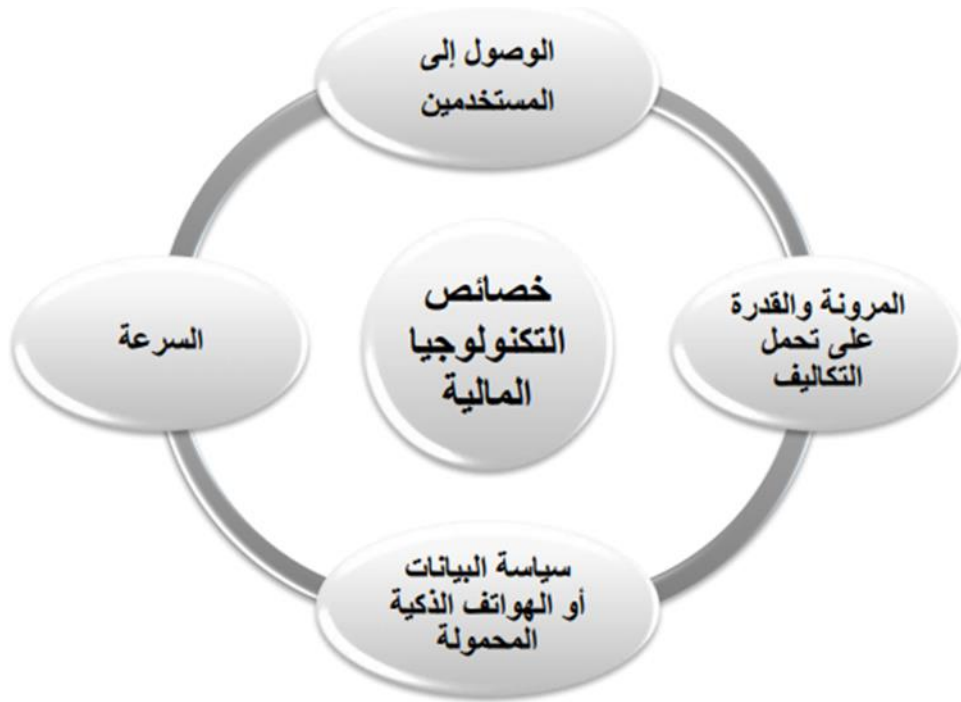 الوصول إلى
المستخدمين
المرونة والقدرة
على تحمل
التكاليف
خصائص
التكنولوجيا
المالية
السرعة
سياسة البيانات
أو الهواتف الذكية
المحمولة